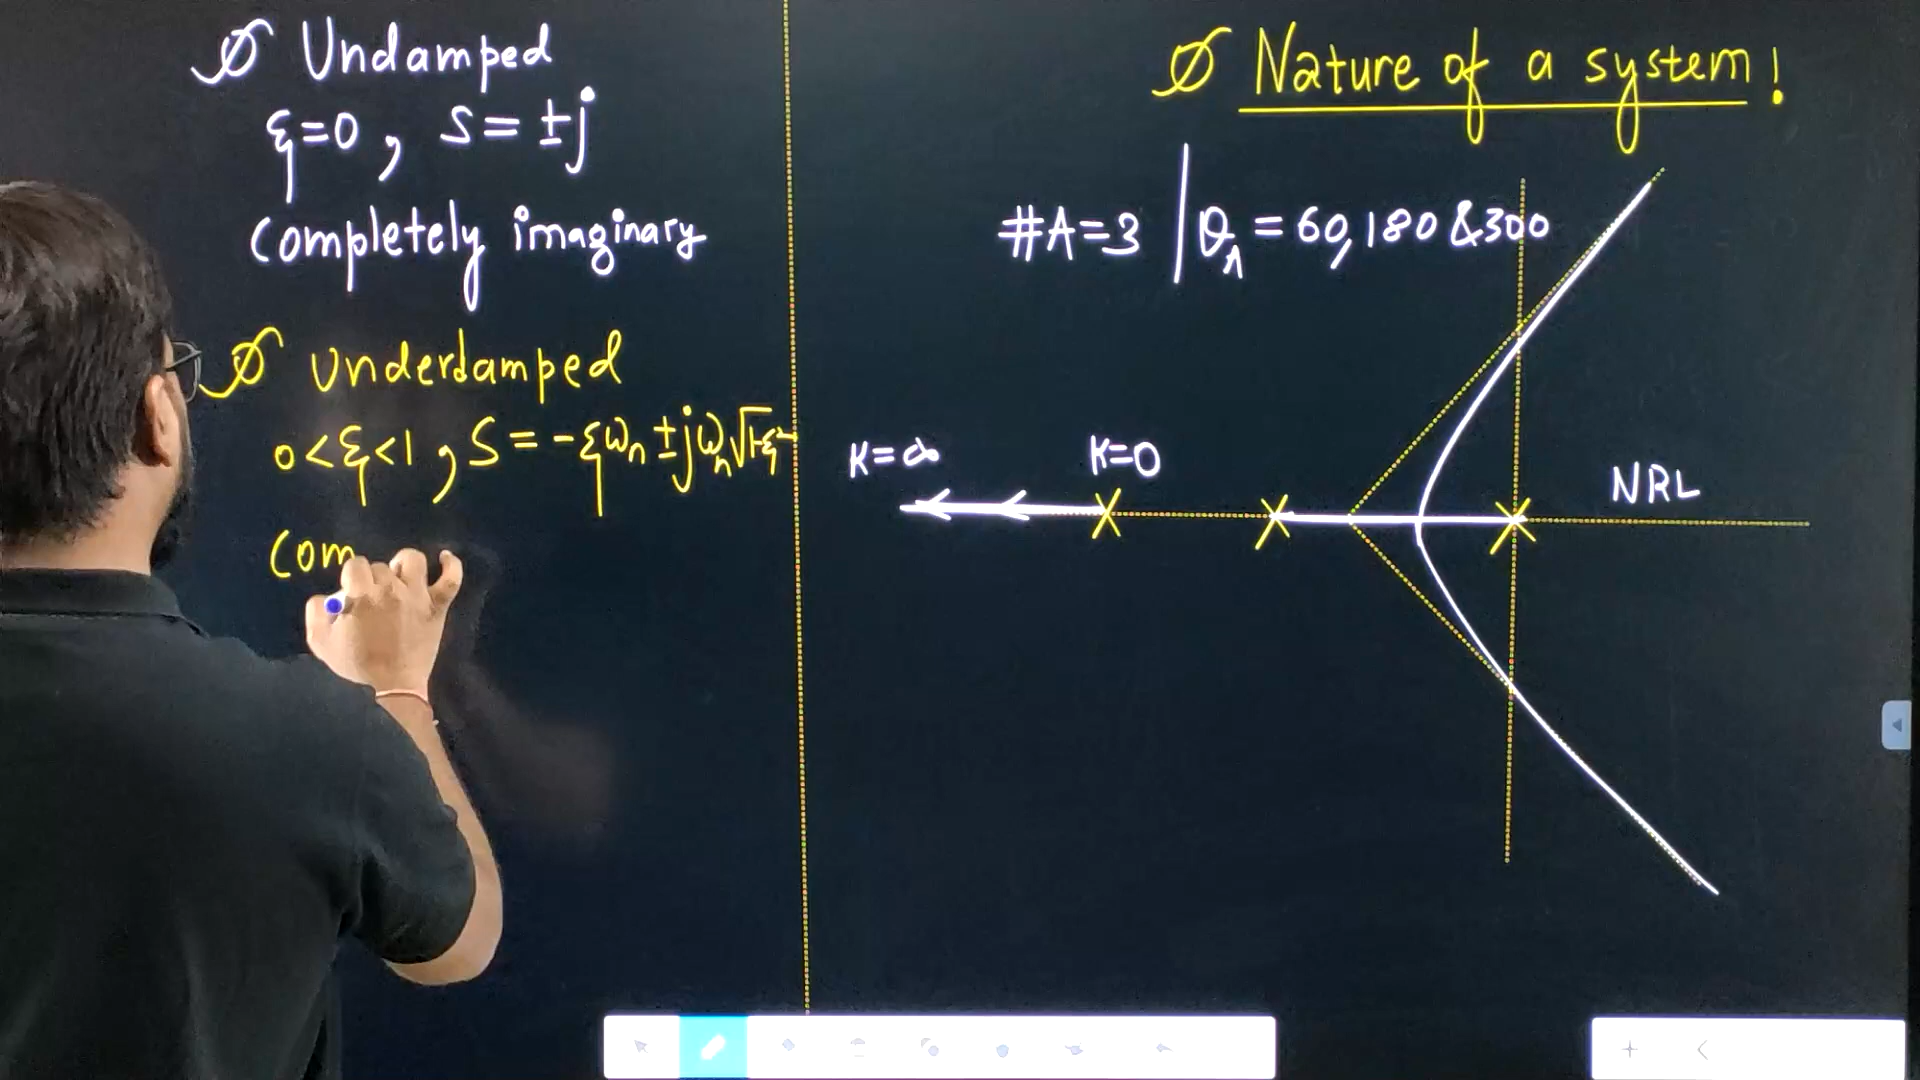 Undamped
ξ=0, S=±j
Completely imaginary
Underdamped
0<ξ<1, S=-ξωn±jωn√1-ξ²
Com
Nature of a system!
#A=3 | θA = 60, 180 & 300
K=∞
K=0
NRL